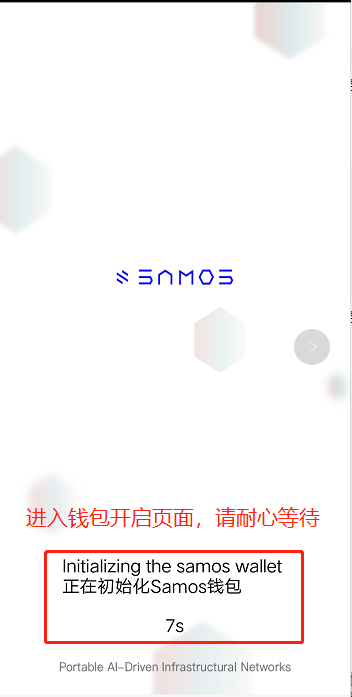 SAMOS
进入钱包开启页面，请耐心等待
Initializing the samos wallet
正在初始化Samos钱包
7s
Portable AI-Driven Infrastructural Networks